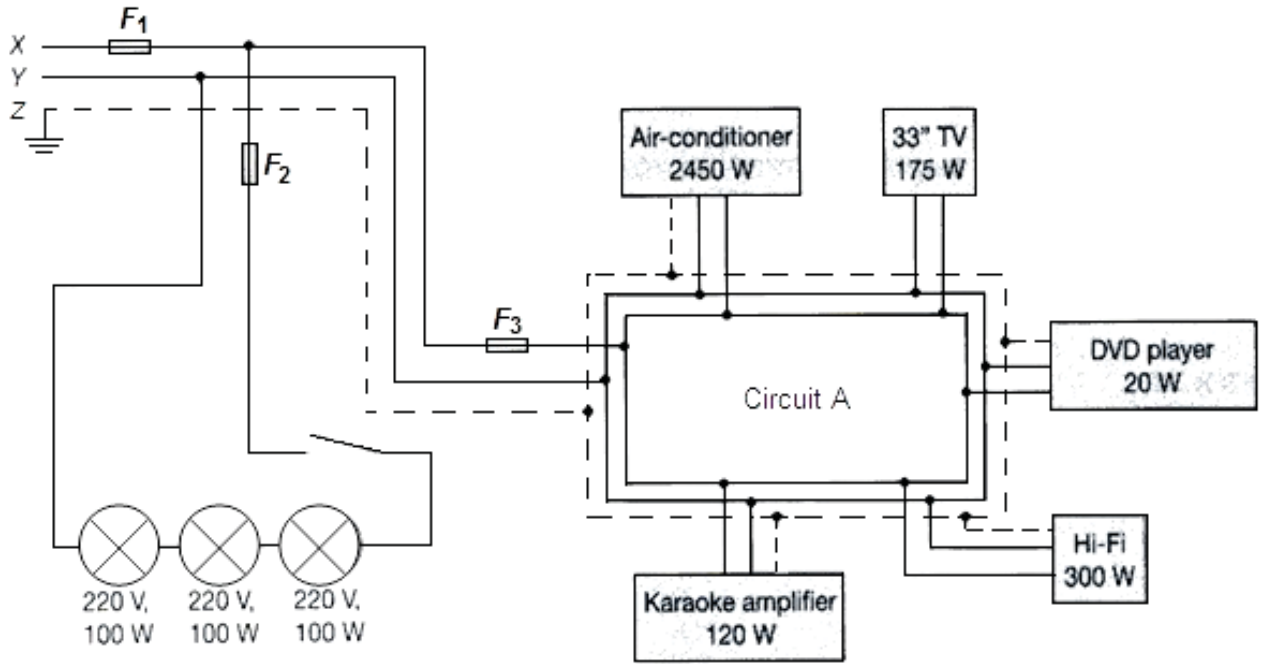 F1
X
Y
Z
F2
Air-conditioner
2450 W
33" TV
175 W
F3
DVD player
20 W
Circuit A
220 V,
100 W
220 V,
100 W
220 V,
100 W
Karaoke amplifier
120 W
Hi-Fi
300 W